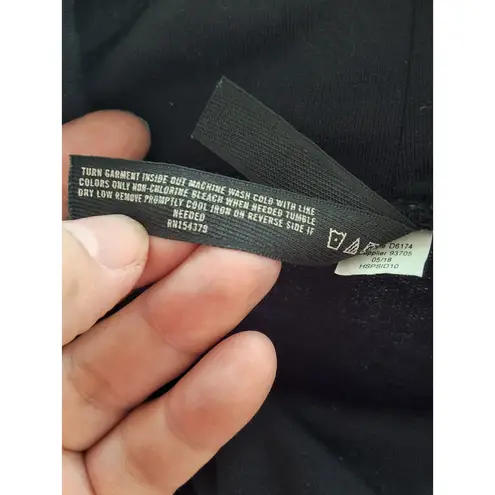 TURN GARMENT INSIDE OUT MACHINE WASH COLD WITH LIKE
COLORS ONLY NON-CHLORINE BLEACH WHEN NEEDED TUMBLE
DRY LOW REMOVE PROMPTLY COOL IRON ON REVERSE SIDE IF
NEEDED
RN154379
D6174
93705
05/18
HSPSID10